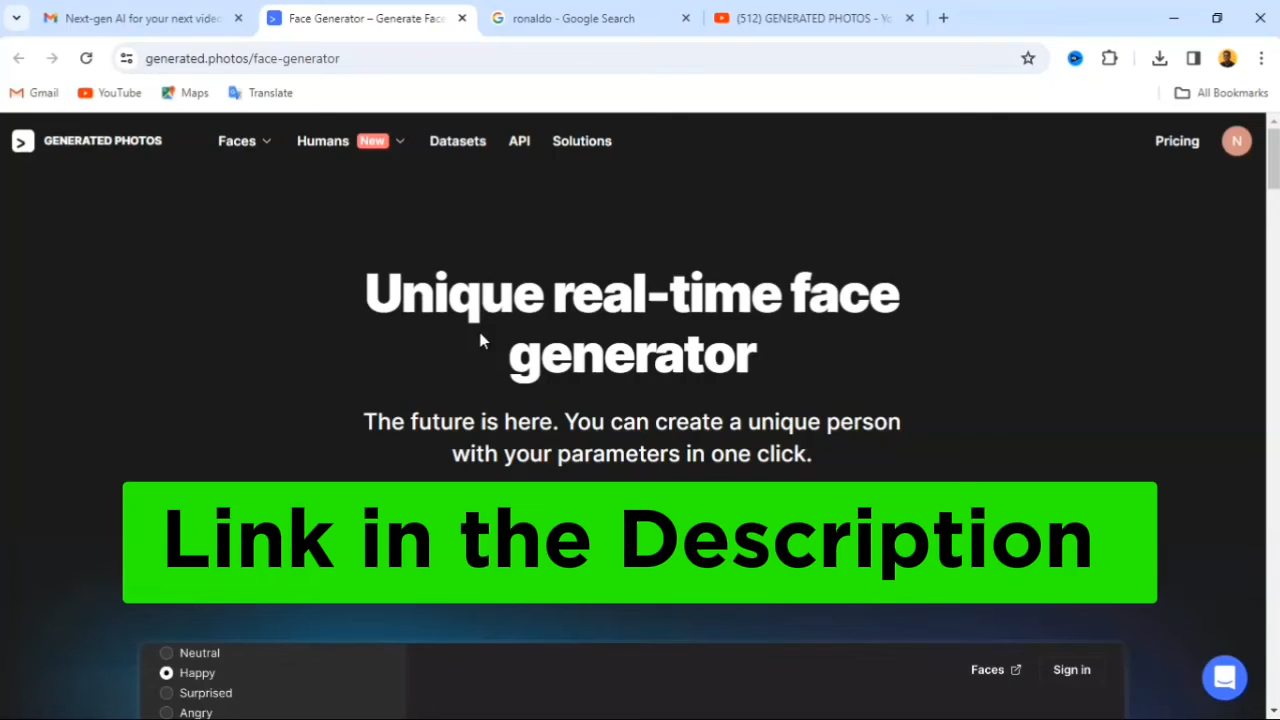 Next-gen AI for your next video
Face Generator – Generate Face
ronaldo - Google Search
(512) GENERATED PHOTOS - Yo
generated.photos/face-generator
Gmail
YouTube
Maps
Translate
All Bookmarks
GENERATED PHOTOS
Faces
Humans
New
Datasets
API
Solutions
Pricing
N
Unique real-time face
generator
The future is here. You can create a unique person
with your parameters in one click.
Link in the Description
Neutral
Happy
Surprised
Angry
Faces
Sign in